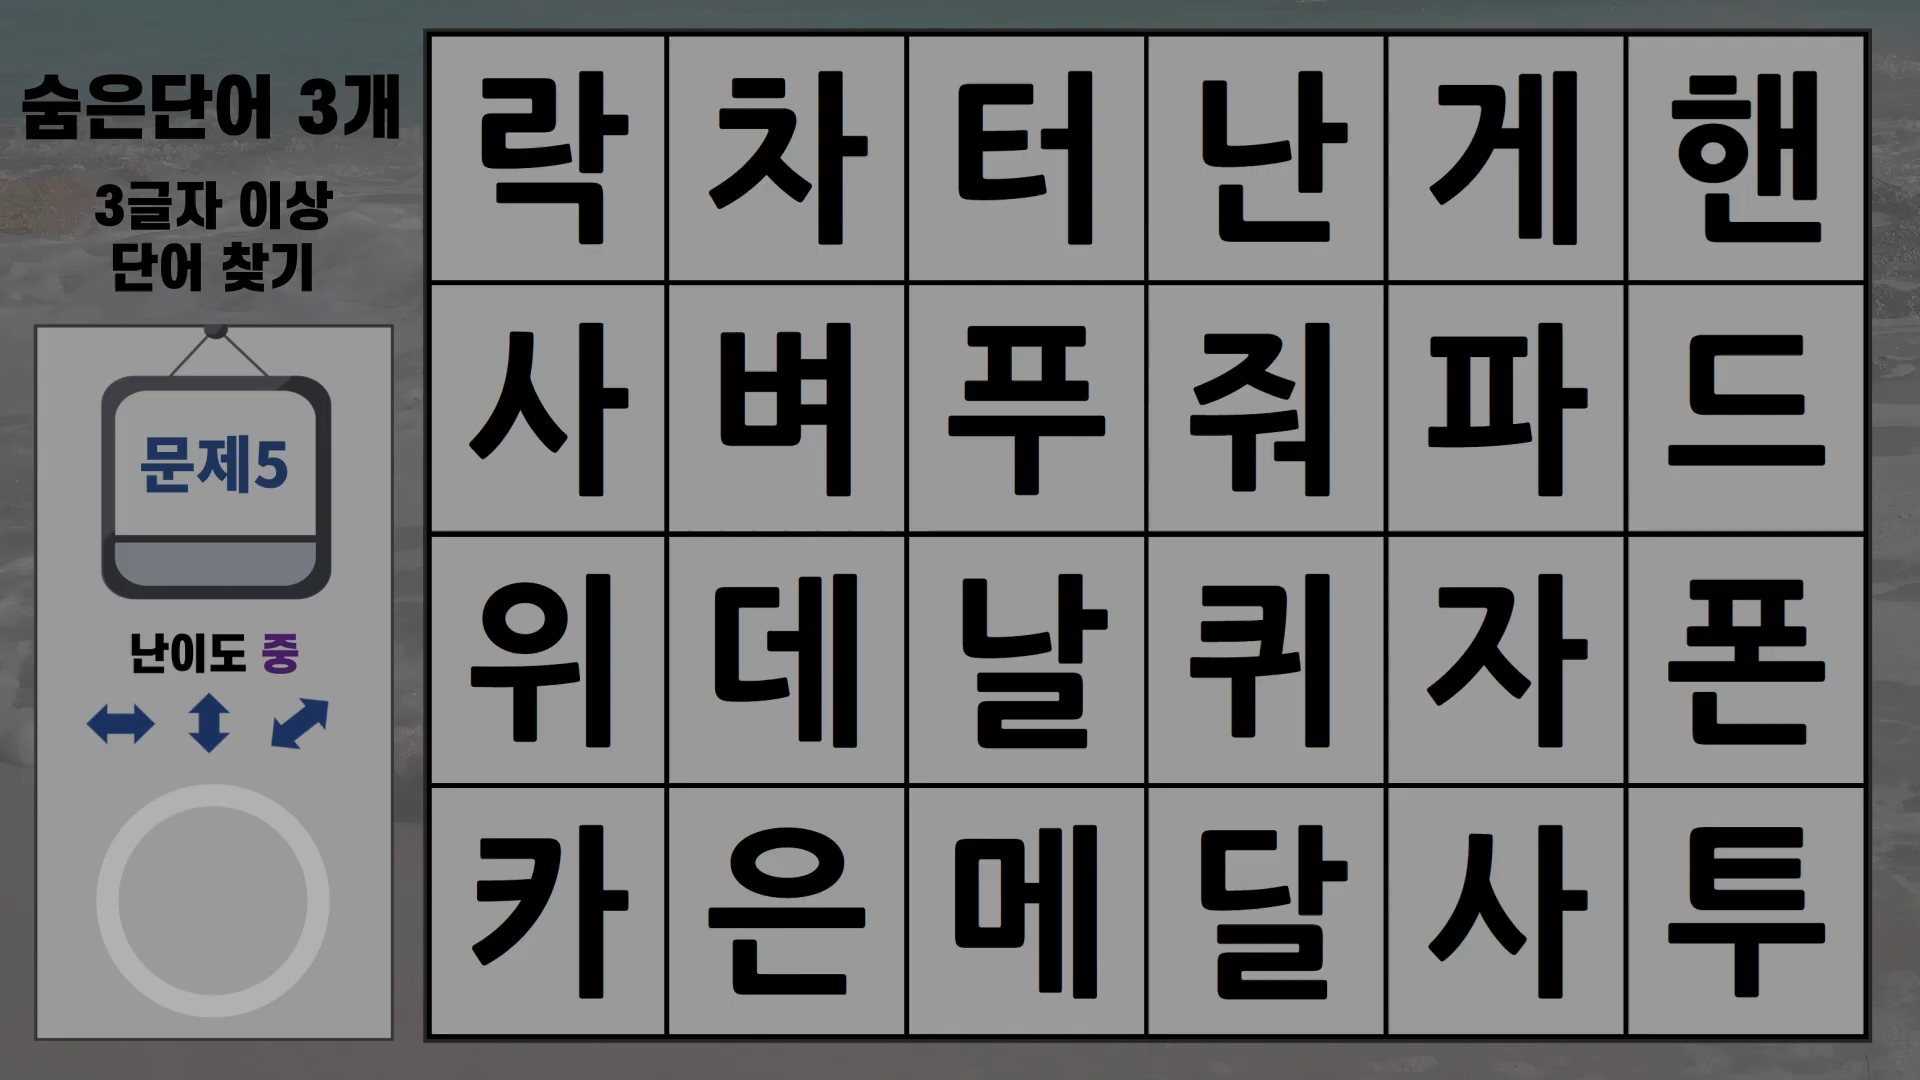 숨은단어 3개
3글자 이상
단어 찾기
문제5
난이도 중
락 차 터 난 게 핸
사 벼 푸 줘 파 드
위 데 날 퀴 자 폰
카 은 메 달 사 투